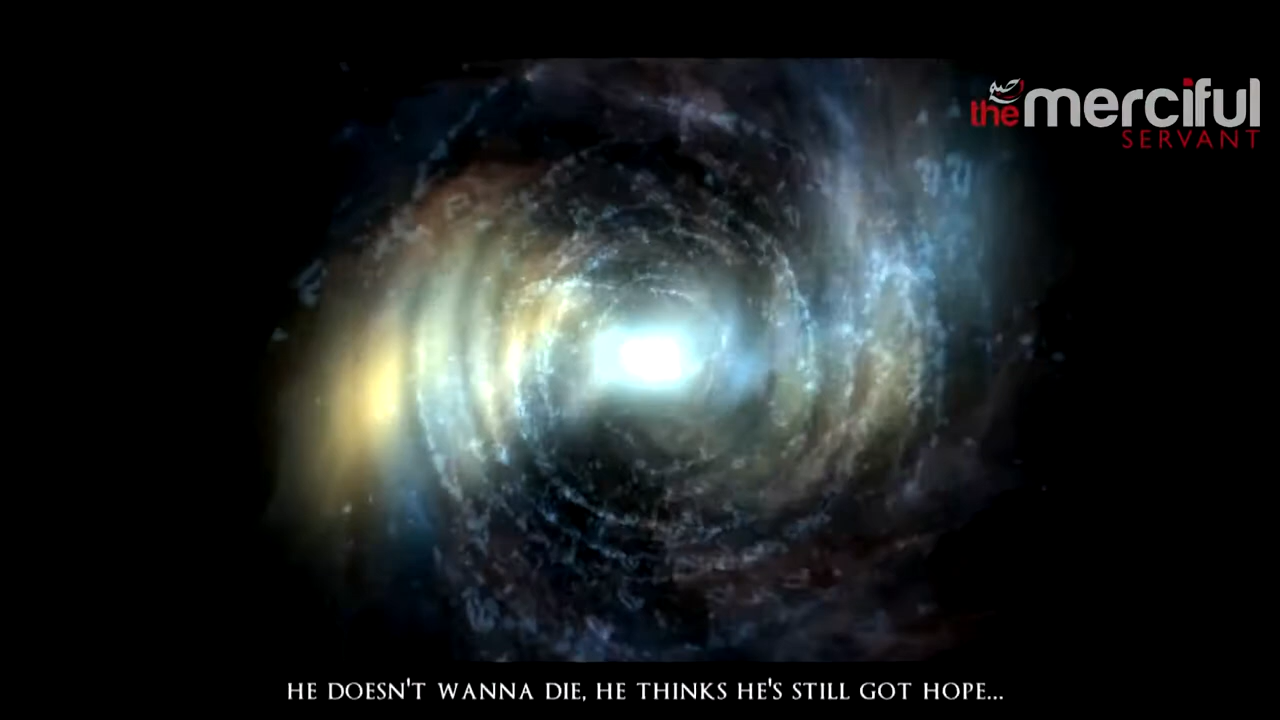 the merciful
SERVANT
HE DOESN'T WANNA DIE, HE THINKS HE'S STILL GOT HOPE...